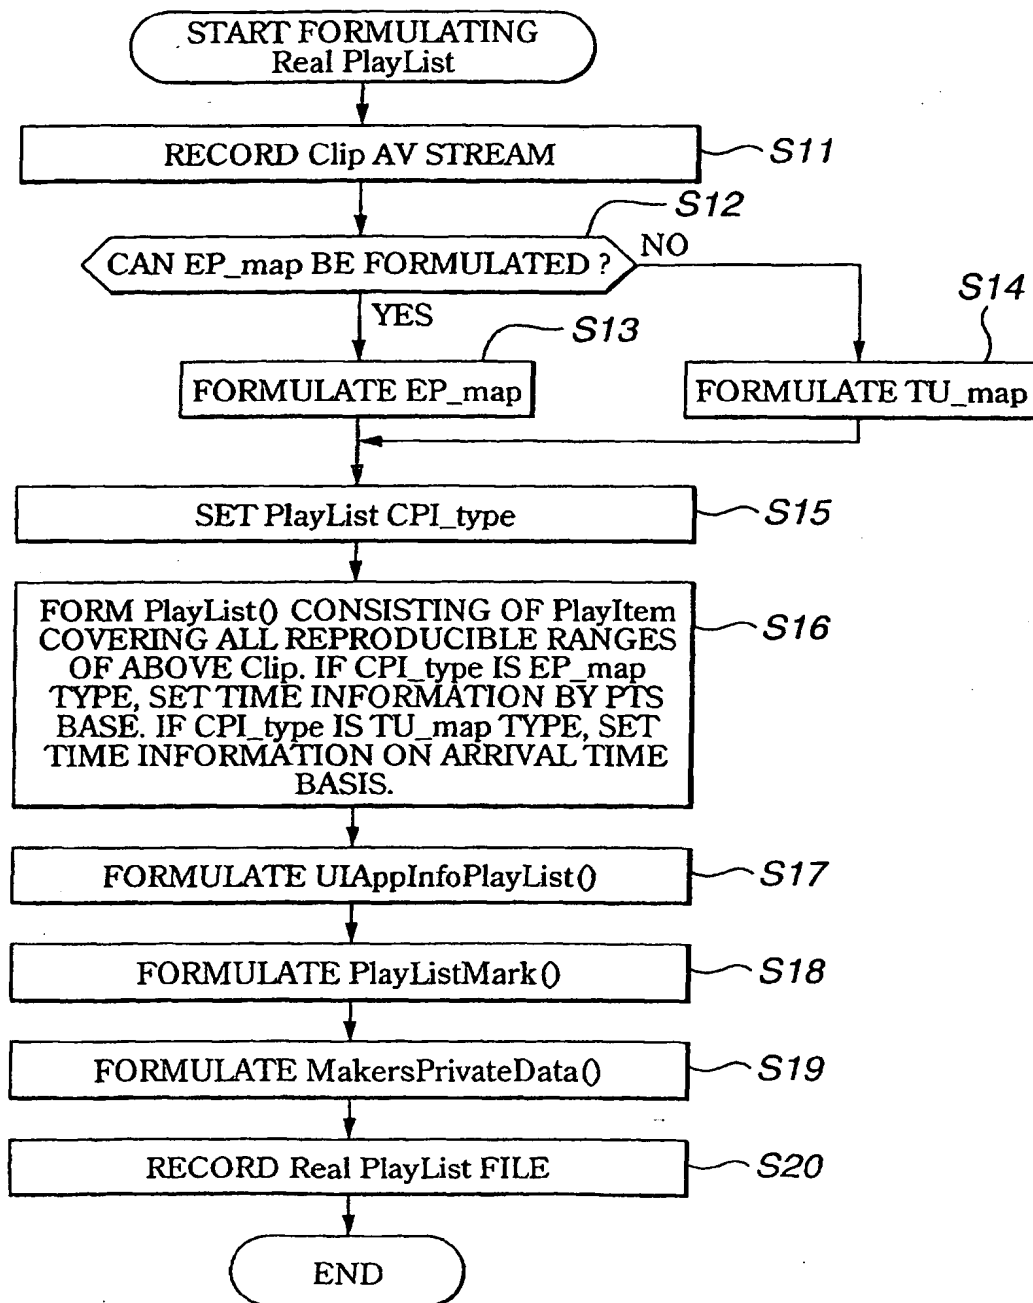 START FORMULATING
Real PlayList
RECORD Clip AV STREAM
S11
S12
CAN EP_map BE FORMULATED ?
NO
YES
S13
S14
FORMULATE EP_map
FORMULATE TU_map
SET PlayList CPI_type
S15
FORM PlayList() CONSISTING OF PlayItem
COVERING ALL REPRODUCIBLE RANGES
OF ABOVE Clip. IF CPI_type IS EP_map
TYPE, SET TIME INFORMATION BY PTS
BASE. IF CPI_type IS TU_map TYPE, SET
TIME INFORMATION ON ARRIVAL TIME
BASIS.
S16
FORMULATE UIAppInfoPlayList()
S17
FORMULATE PlayListMark()
S18
FORMULATE MakersPrivateData()
S19
RECORD Real PlayList FILE
S20
END